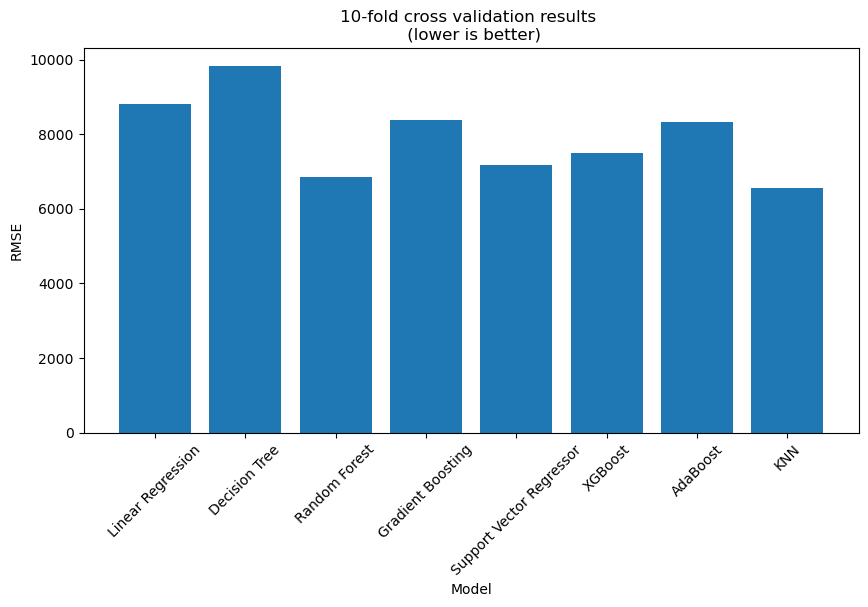 10-fold cross validation results
(lower is better)
10000
8000
6000
4000
2000
0
RMSE
Linear Regression
Decision Tree
Random Forest
Gradient Boosting
Support Vector Regressor
XGBoost
AdaBoost
KNN
Model